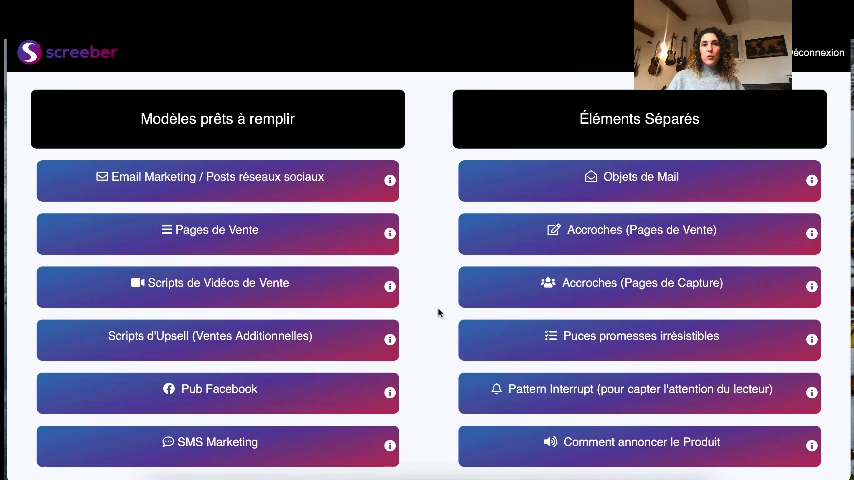 screeber
Déconnexion
Modèles prêts à remplir
Éléments Séparés
Email Marketing / Posts réseaux sociaux
Objets de Mail
Pages de Vente
Accroches (Pages de Vente)
Scripts de Vidéos de Vente
Accroches (Pages de Capture)
Scripts d'Upsell (Ventes Additionnelles)
Puces promesses irrésistibles
Pub Facebook
Pattern Interrupt (pour capter l'attention du lecteur)
SMS Marketing
Comment annoncer le Produit